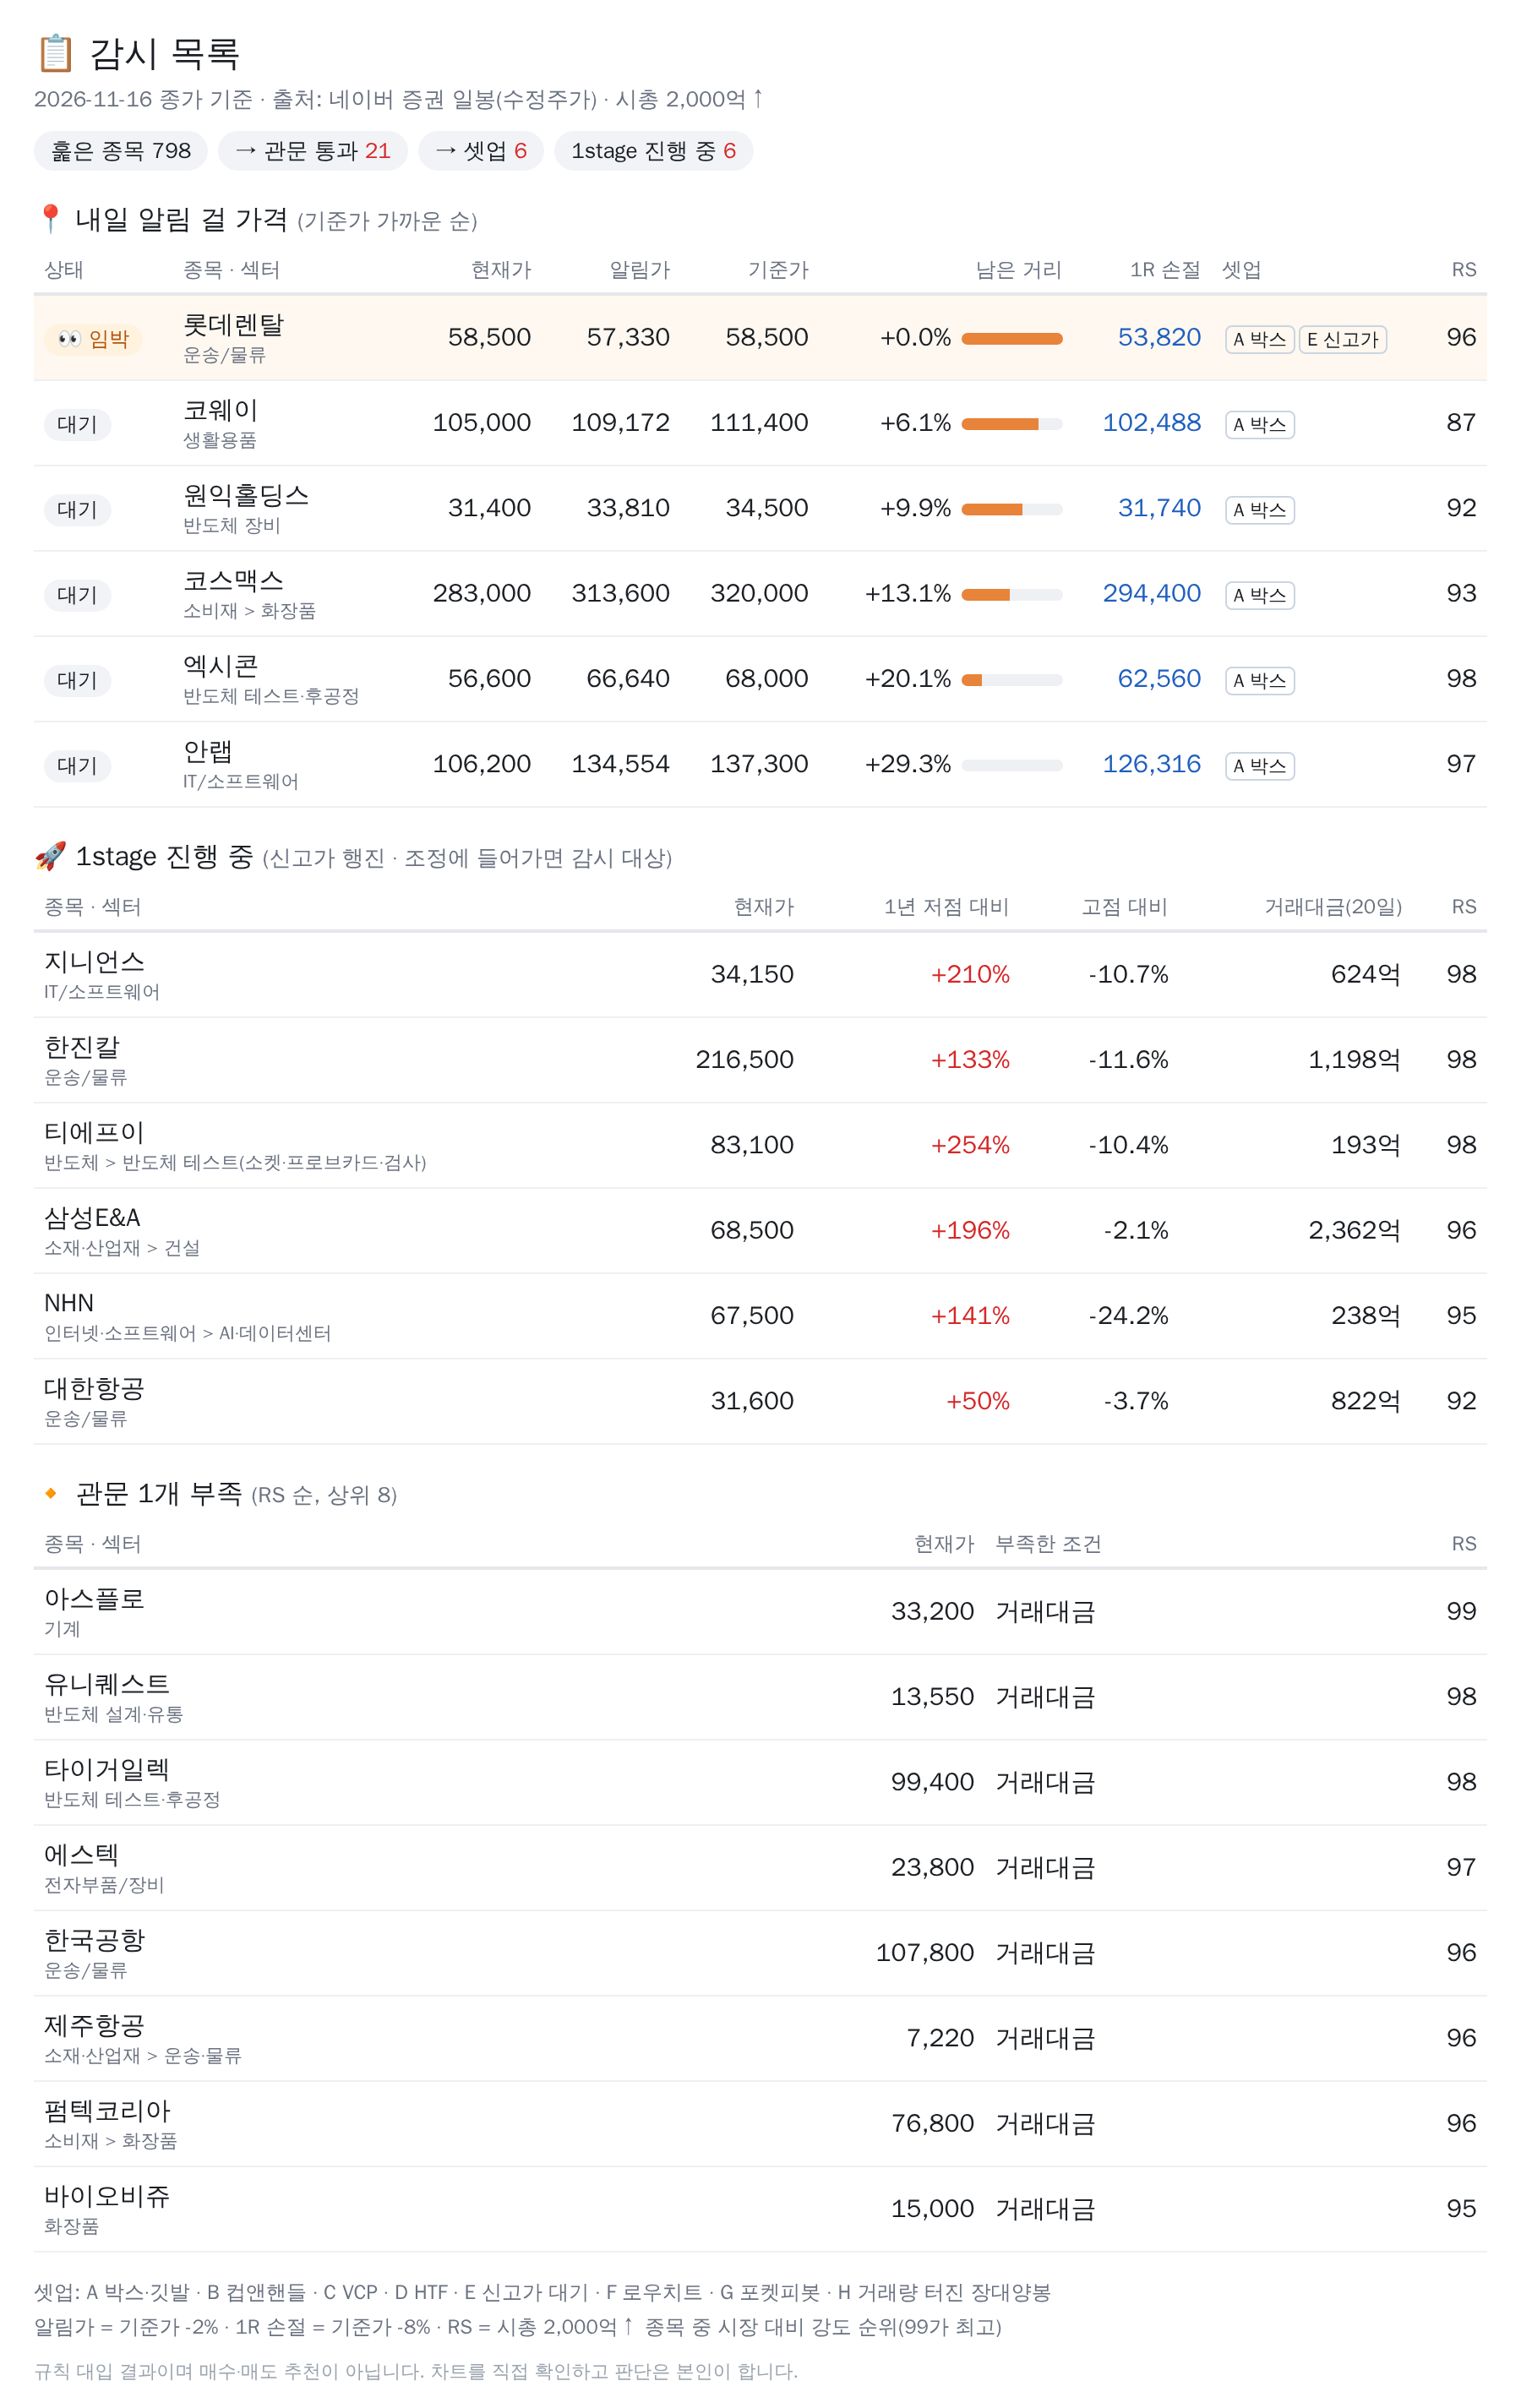 📋 감시 목록
2026-11-16 종가 기준 · 출처: 네이버 증권 일봉(수정주가) · 시총 2,000억↑
훑은 종목 798 → 관문 통과 21 → 셋업 6 1stage 진행 중 6
📍 내일 알림 걸 가격 (기준가 가까운 순)
상태 종목 · 섹터 현재가 알림가 기준가 남은 거리 1R 손절 셋업 RS
👀 임박 롯데렌탈 58,500 57,330 58,500 +0.0% 53,820 A 박스 E 신고가 96
운송/물류
대기 코웨이 105,000 109,172 111,400 +6.1% 102,488 A 박스 87
생활용품
대기 원익홀딩스 31,400 33,810 34,500 +9.9% 31,740 A 박스 92
반도체 장비
대기 코스맥스 283,000 313,600 320,000 +13.1% 294,400 A 박스 93
소비재 > 화장품
대기 엑시콘 56,600 66,640 68,000 +20.1% 62,560 A 박스 98
반도체 테스트·후공정
대기 안랩 106,200 134,554 137,300 +29.3% 126,316 A 박스 97
IT/소프트웨어
🚀 1stage 진행 중 (신고가 행진 · 조정에 들어가면 감시 대상)
종목 · 섹터 현재가 1년 저점 대비 고점 대비 거래대금(20일) RS
지니언스 34,150 +210% -10.7% 624억 98
IT/소프트웨어
한진칼 216,500 +133% -11.6% 1,198억 98
운송/물류
티에프이 83,100 +254% -10.4% 193억 98
반도체 > 반도체 테스트(소켓·프로브카드·검사)
삼성E&A 68,500 +196% -2.1% 2,362억 96
소재·산업재 > 건설
NHN 67,500 +141% -24.2% 238억 95
인터넷·소프트웨어 > AI·데이터센터
대한항공 31,600 +50% -3.7% 822억 92
운송/물류
🔸 관문 1개 부족 (RS 순, 상위 8)
종목 · 섹터 현재가 부족한 조건 RS
아스플로 33,200 거래대금 99
기계
유니퀘스트 13,550 거래대금 98
반도체 설계·유통
타이거일렉 99,400 거래대금 98
반도체 테스트·후공정
에스텍 23,800 거래대금 97
전자부품/장비
한국공항 107,800 거래대금 96
운송/물류
제주항공 7,220 거래대금 96
소재·산업재 > 운송·물류
펌텍코리아 76,800 거래대금 96
소비재 > 화장품
바이오비쥬 15,000 거래대금 95
화장품
셋업: A 박스·깃발 · B 컵앤핸들 · C VCP · D HTF · E 신고가 대기 · F 로우치트 · G 포켓피봇 · H 거래량 터진 장대양봉
알림가 = 기준가 -2% · 1R 손절 = 기준가 -8% · RS = 시총 2,000억↑ 종목 중 시장 대비 강도 순위(99가 최고)
규칙 대입 결과이며 매수·매도 추천이 아닙니다. 차트를 직접 확인하고 판단은 본인이 합니다.